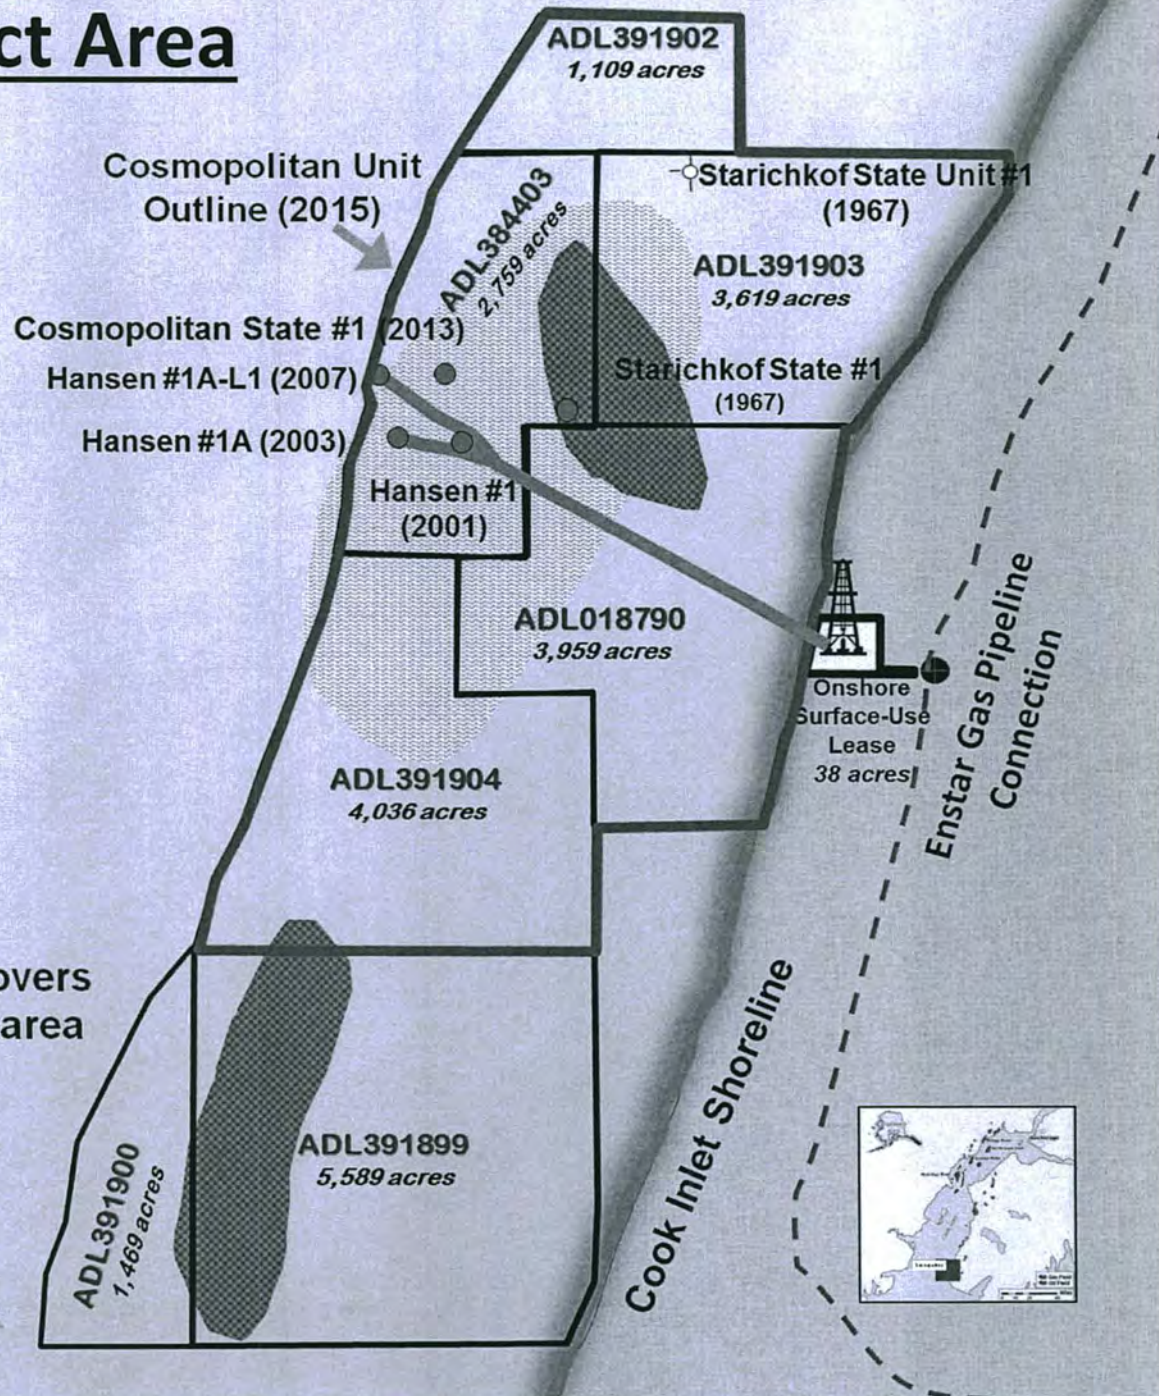 ct Area
ADL391902
1,109 acres
Cosmopolitan Unit
Outline (2015)
Starichkof State Unit #1
(1967)
ADL384403
2,759 acres
ADL391903
3,619 acres
Cosmopolitan State #1 (2013)
Hansen #1A-L1 (2007)
Starichkof State #1
(1967)
Hansen #1A (2003)
Hansen #1
(2001)
ADL018790
3,959 acres
Onshore
Surface-Use
Lease
38 acres
Enstar Gas Pipeline
Connection
ADL391904
4,036 acres
overs
area
Cook Inlet Shoreline
ADL391899
5,589 acres
ADL391900
1,469 acres